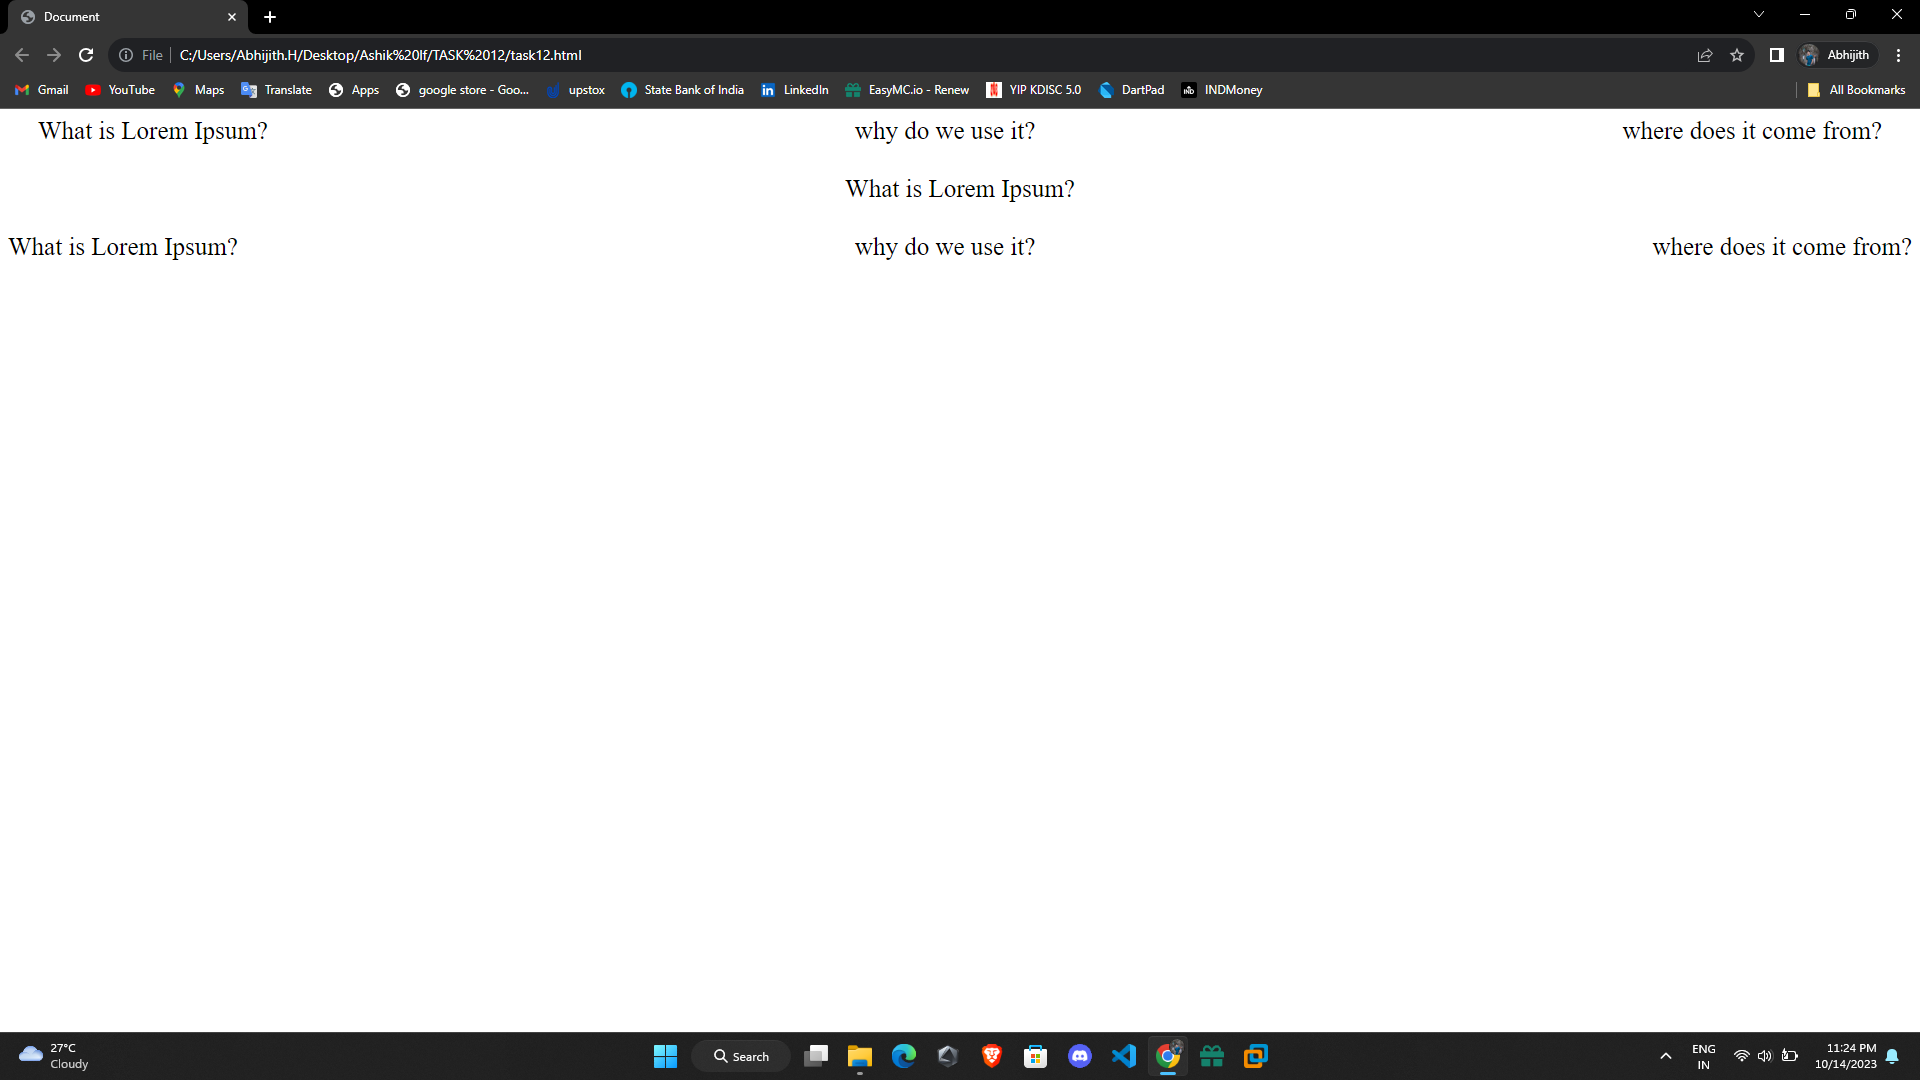 Document
File C:/Users/Abhijith.H/Desktop/Ashik%20If/TASK%2012/task12.html
Abhijith
Gmail YouTube Maps Translate Apps google store - Goo... upstox State Bank of India LinkedIn EasyMC.io - Renew YIP KDISC 5.0 DartPad INDMoney All Bookmarks
What is Lorem Ipsum? why do we use it? where does it come from?
What is Lorem Ipsum?
What is Lorem Ipsum? why do we use it? where does it come from?
27°C
Cloudy
Search
ENG
IN
11:24 PM
10/14/2023